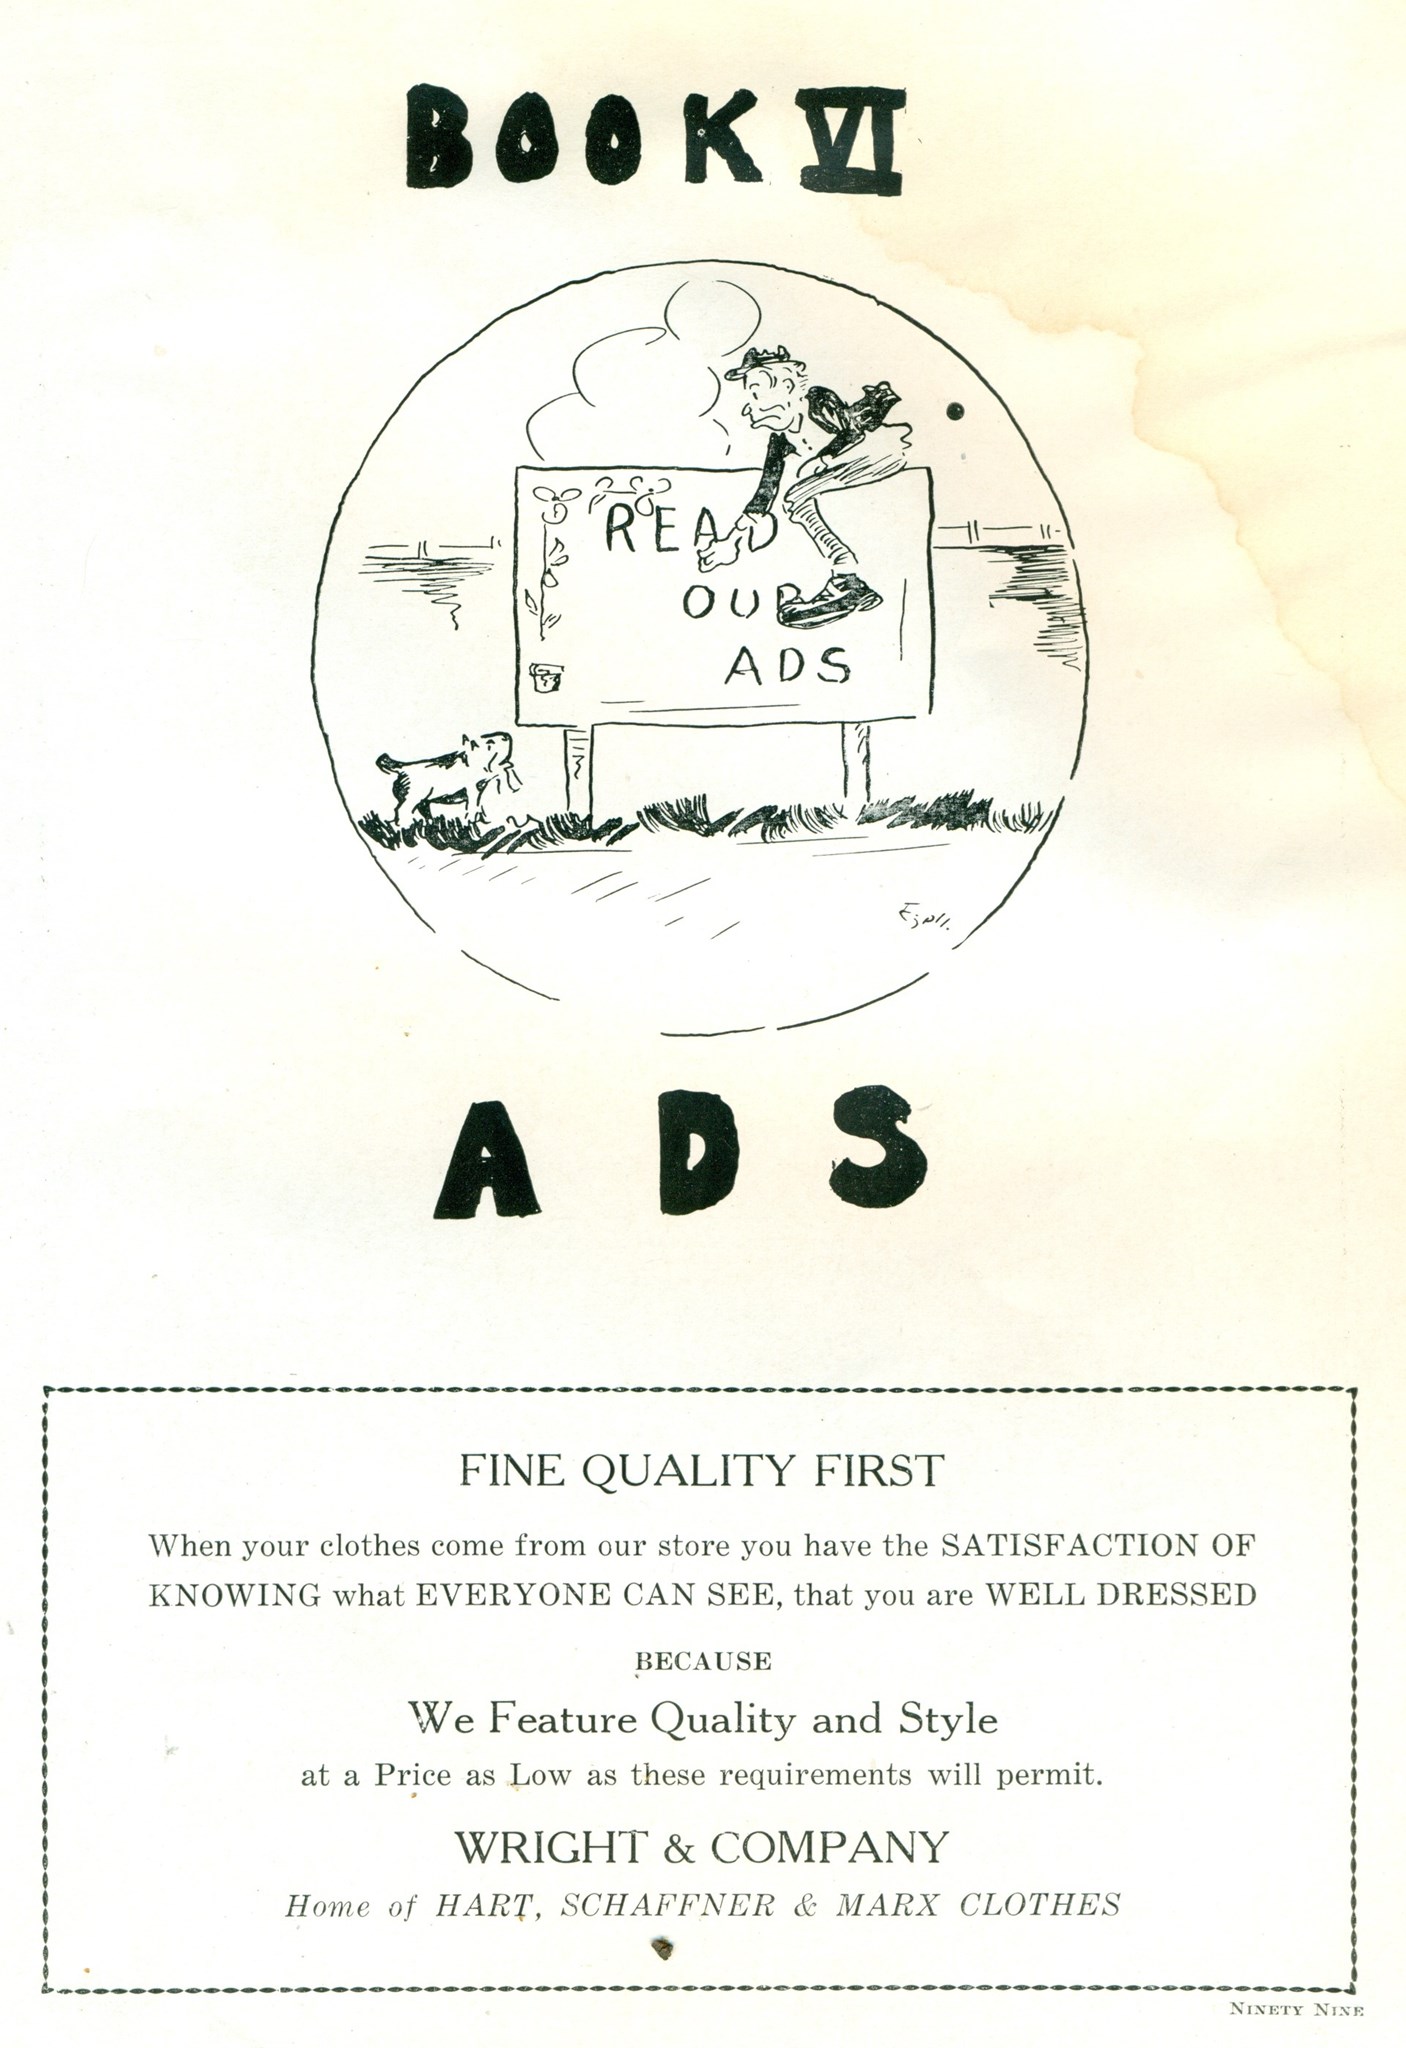 BOOK VI
READ
OUR
ADS
ADS
FINE QUALITY FIRST
When your clothes come from our store you have the SATISFACTION OF
KNOWING what EVERYONE CAN SEE, that you are WELL DRESSED
BECAUSE
We Feature Quality and Style
at a Price as Low as these requirements will permit.
WRIGHT & COMPANY
Home of HART, SCHAFFNER & MARX CLOTHES
NINETY NINE